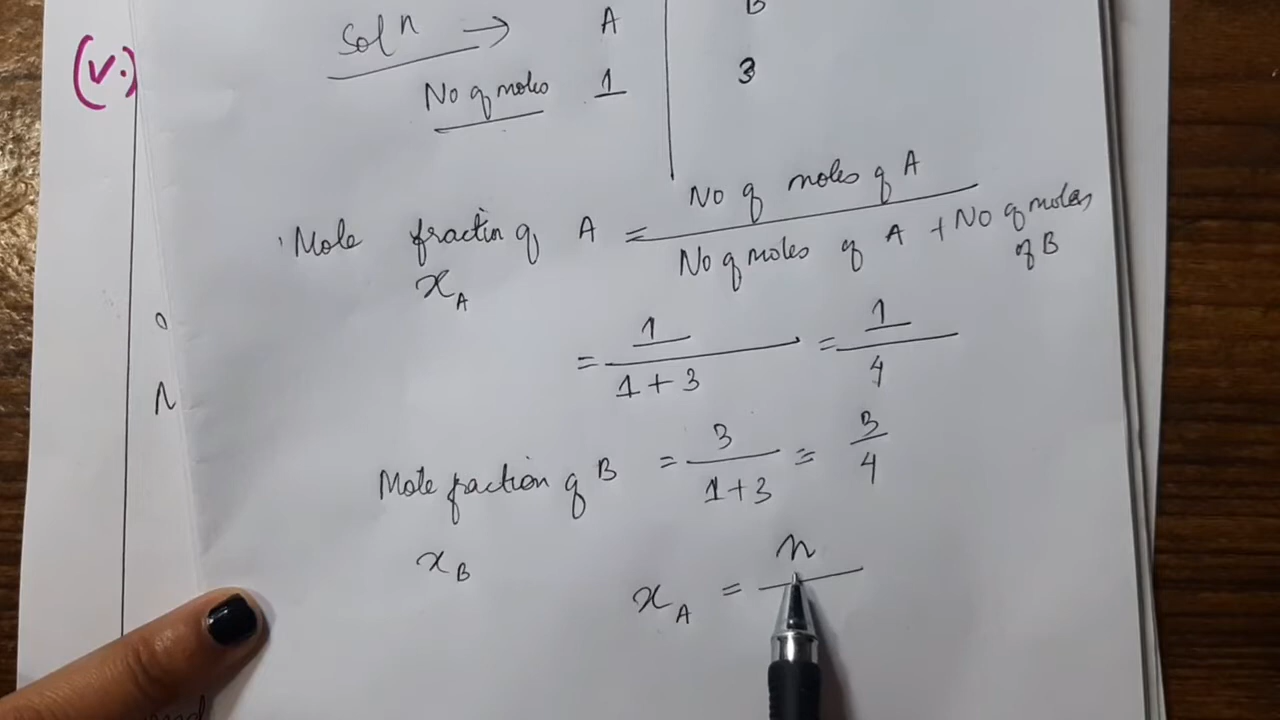 (v.)
Solⁿ → A B
No of moles 1 3
No of moles of A
Mole fractin of A =
No of moles of A + No of moles
of B
x_A
= 1/(1+3) = 1/4
Mole fraction of B = 3/(1+3) = 3/4
x_B
x_A = n